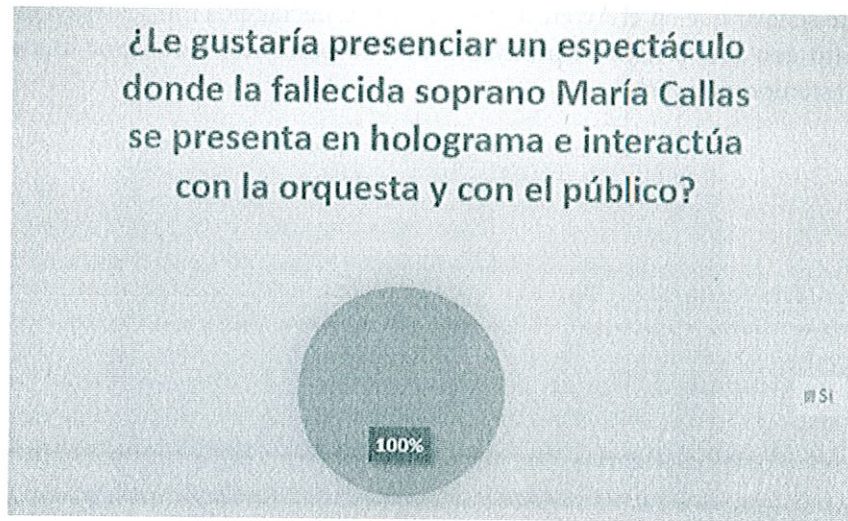 ¿Le gustaría presenciar un espectáculo
donde la fallecida soprano María Callas
se presenta en holograma e interactúa
con la orquesta y con el público?
100%
Si